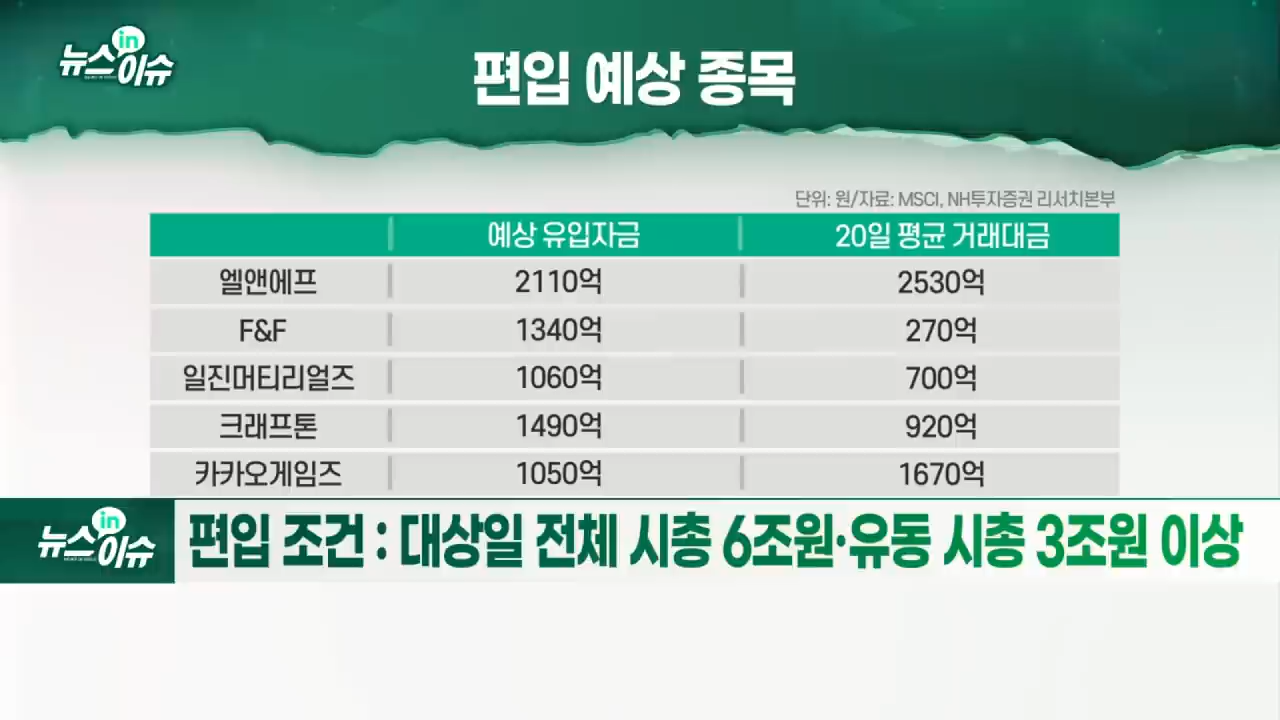 뉴스in이슈
편입 예상 종목
단위: 원/자료: MSCI, NH투자증권 리서치본부
예상 유입자금 20일 평균 거래대금
엘앤에프 2110억 2530억
F&F 1340억 270억
일진머티리얼즈 1060억 700억
크래프톤 1490억 920억
카카오게임즈 1050억 1670억
뉴스in이슈
편입 조건 : 대상일 전체 시총 6조원·유동 시총 3조원 이상